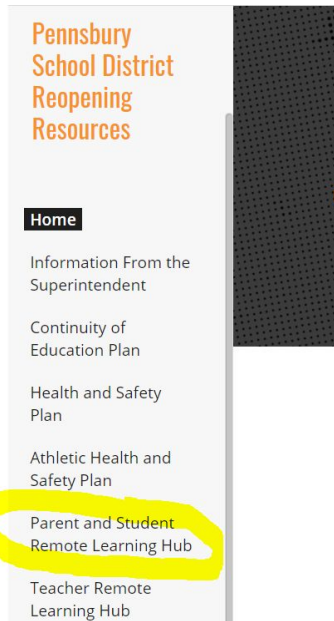 Pennsbury
School District
Reopening
Resources
Home
Information From the
Superintendent
Continuity of
Education Plan
Health and Safety
Plan
Athletic Health and
Safety Plan
Parent and Student
Remote Learning Hub
Teacher Remote
Learning Hub